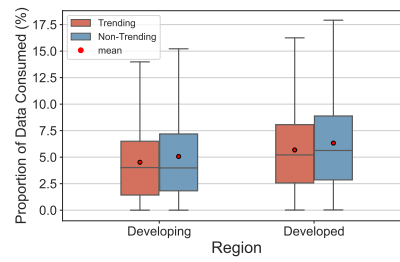 Proportion of Data Consumed (%)
17.5
15.0
12.5
10.0
7.5
5.0
2.5
0.0
Trending
Non-Trending
mean
Developing
Developed
Region